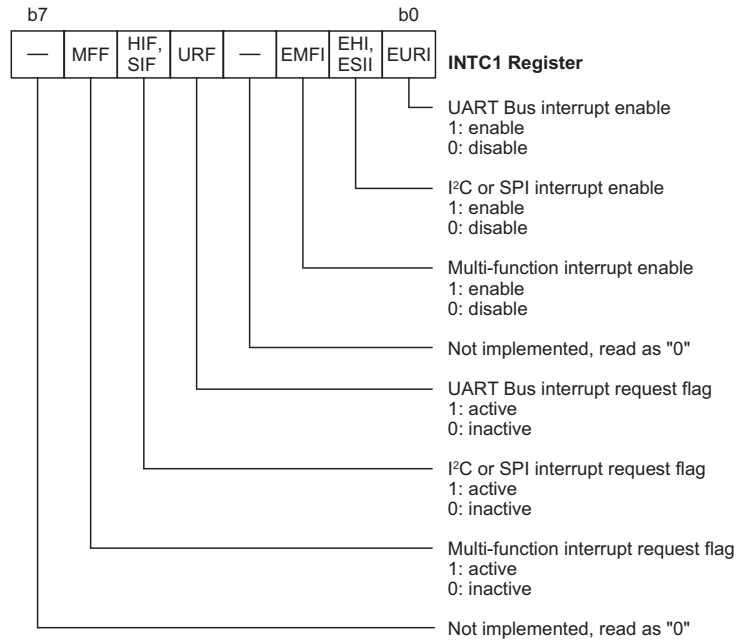 b7 b0
— MFF HIF, SIF URF — EMFI EHI, ESII EURI
INTC1 Register
UART Bus interrupt enable
1: enable
0: disable
I²C or SPI interrupt enable
1: enable
0: disable
Multi-function interrupt enable
1: enable
0: disable
Not implemented, read as "0"
UART Bus interrupt request flag
1: active
0: inactive
I²C or SPI interrupt request flag
1: active
0: inactive
Multi-function interrupt request flag
1: active
0: inactive
Not implemented, read as "0"